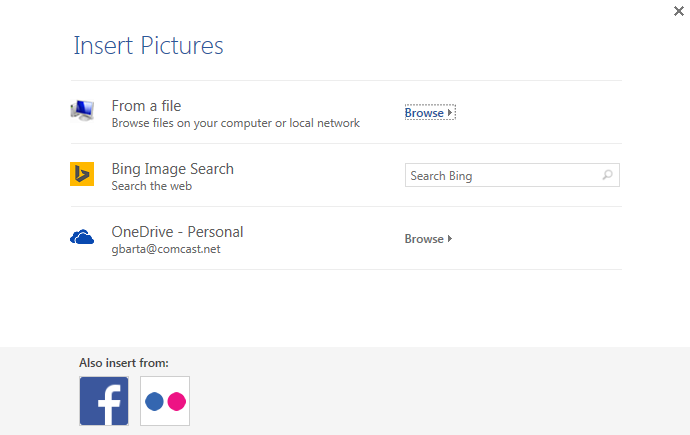 Insert Pictures
From a file
Browse files on your computer or local network
Browse
Bing Image Search
Search the web
Search Bing
OneDrive - Personal
gbarta@comcast.net
Browse
Also insert from: